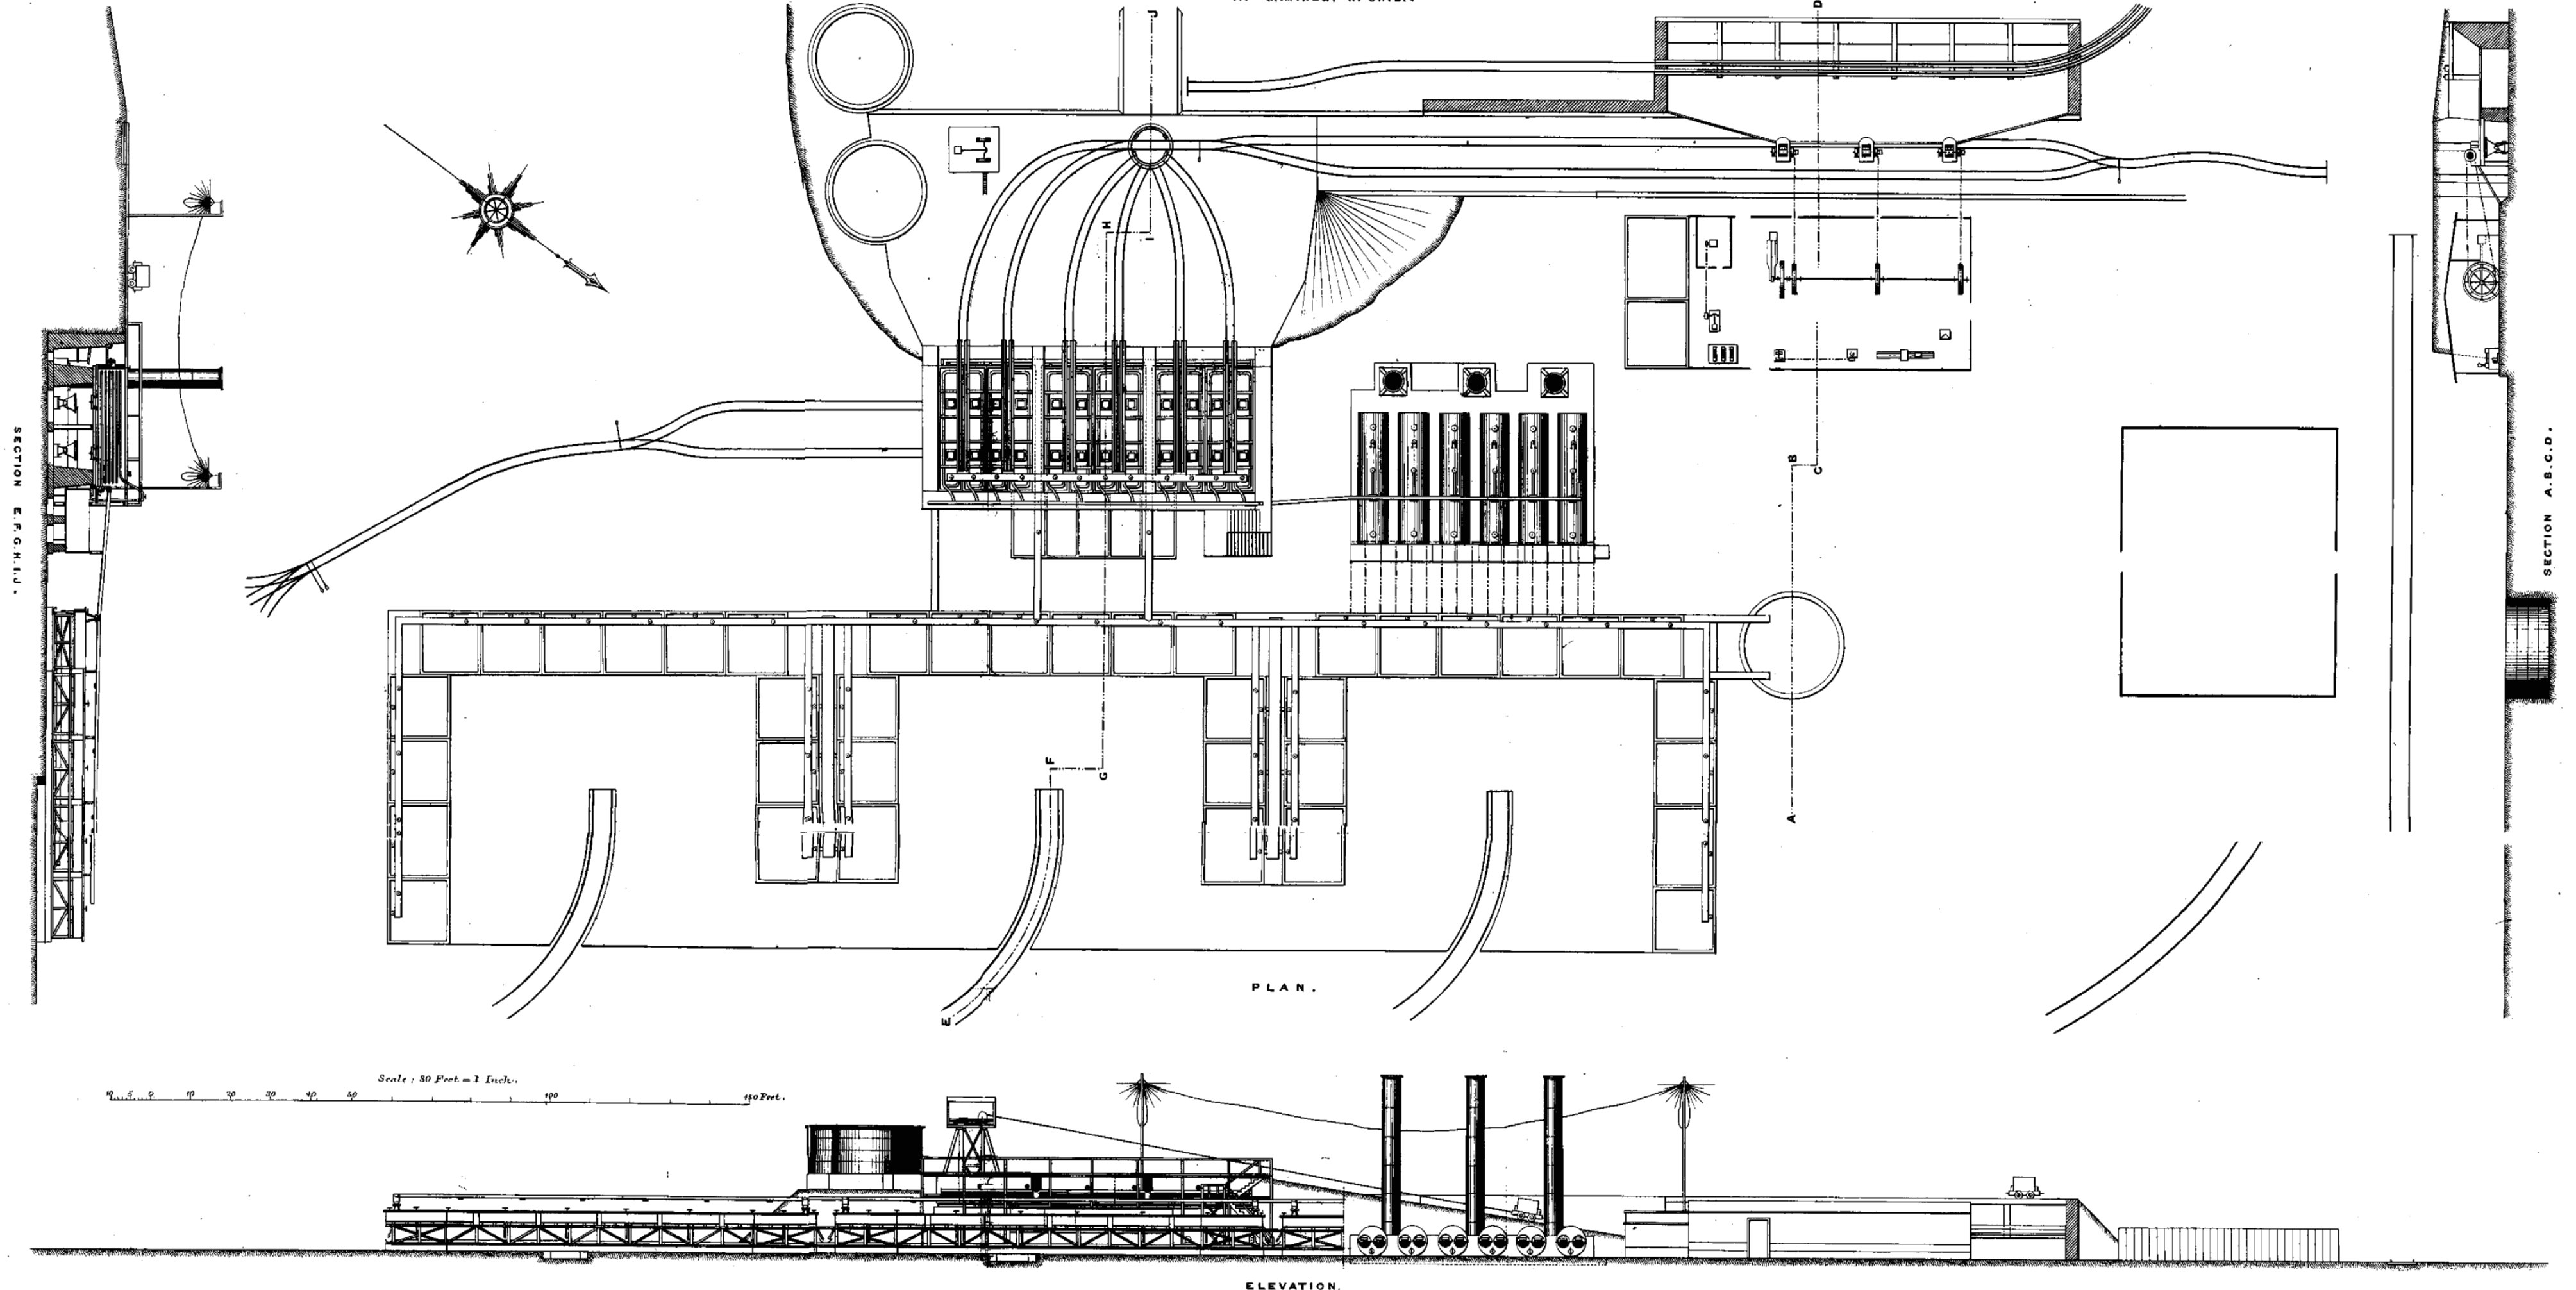 J
D
H
I
B
C
SECTION E.F.G.H.I.J.
SECTION A.B.C.D.
F
G
A
E
PLAN.
Scale: 30 Feet = 1 Inch.
10 5 0 10 20 30 40 50 100 150 Feet.
ELEVATION.